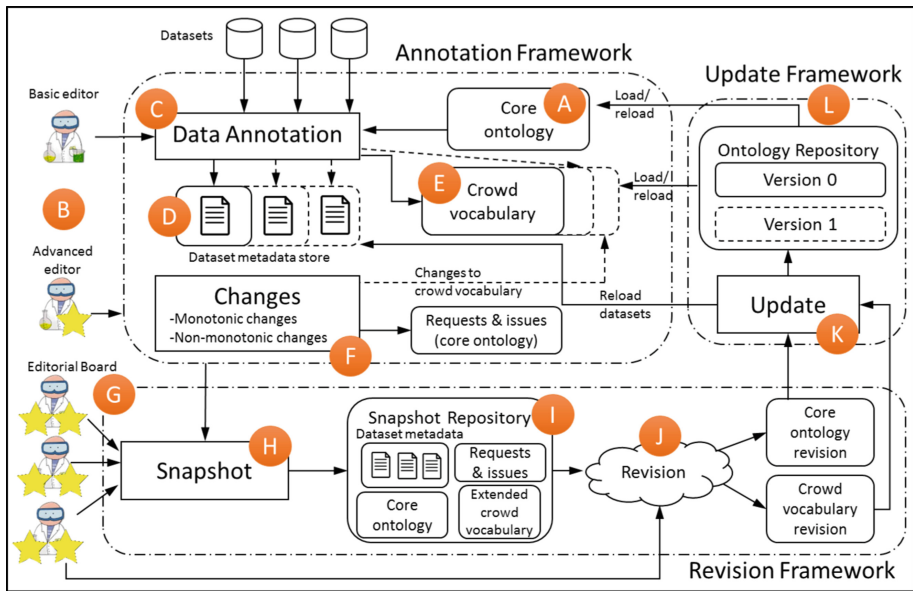 Datasets
Annotation Framework
Update Framework
Basic editor
C
Data Annotation
A
Core
ontology
Load/
reload
L
Ontology Repository
Version 0
Version 1
B
D
Dataset metadata store
E
Crowd
vocabulary
Load/
reload
Advanced
editor
Changes
-Monotonic changes
-Non-monotonic changes
F
Changes to
crowd vocabulary
Requests & issues
(core ontology)
Reload
datasets
Update
K
Editorial Board
G
Snapshot
H
Snapshot Repository
I
Dataset metadata
Requests
& issues
Core
ontology
Extended
crowd
vocabulary
J
Revision
Core
ontology
revision
Crowd
vocabulary
revision
Revision Framework